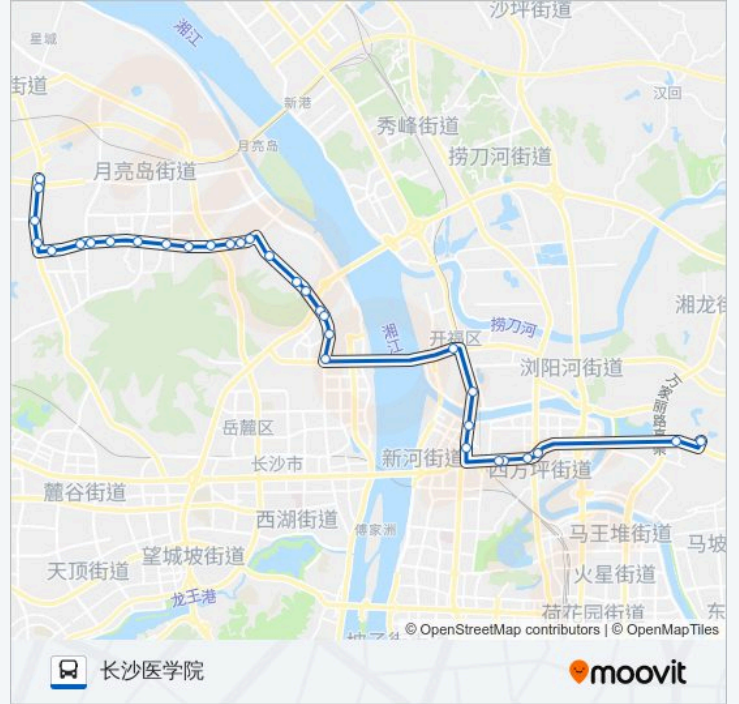 沙坪街道
湘江
星城
街道
汉回
新港
秀峰街道
月亮岛
捞刀河街道
月亮岛街道
湘龙街
湘江
捞刀河
开福区
浏阳河街道
万家丽路高架
岳麓区
长沙市
新河街道
四方坪街道
麓谷街道
西湖街道
傅家洲
马王堆街道
马坡
望城坡街道
天顶街道
火星街道
龙王港
荷花园街道
东
© OpenStreetMap contributors | © OpenMapTiles
长沙医学院
moovit